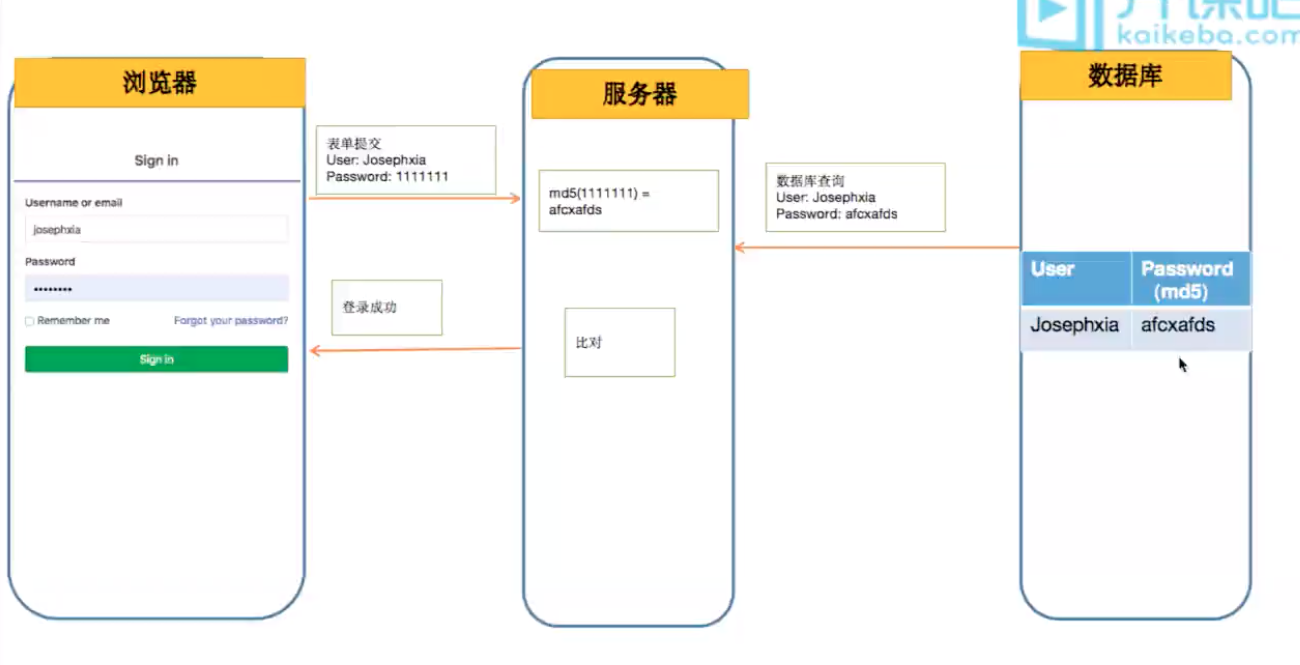 kaikeba.com
浏览器
服务器
数据库
Sign in
Username or email
josephxia
Password
Remember me
Forgot your password?
Sign in
表单提交
User: Josephxia
Password: 1111111
登录成功
md5(1111111) =
afcxafds
比对
数据库查询
User: Josephxia
Password: afcxafds
User
Password
(md5)
Josephxia
afcxafds